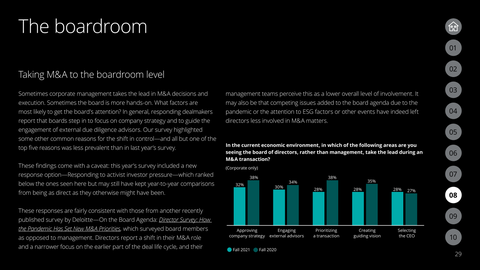 The boardroom
Taking M&A to the boardroom level
Sometimes corporate management takes the lead in M&A decisions and
execution. Sometimes the board is more hands-on. What factors are
most likely to get the board's attention? In general, responding dealmakers
report that boards step in to focus on company strategy and to guide the
engagement of external due diligence advisors. Our survey highlighted
some other common reasons for the shift in control—and all but one of the
top five reasons was less prevalent than in last year's survey.
These findings come with a caveat: this year's survey included a new
response option—Responding to activist investor pressure—which ranked
below the ones seen here but may still have kept year-to-year comparisons
from being as direct as they otherwise might have been.
These responses are fairly consistent with those from another recently
published survey by Deloitte—On the Board Agenda: Director Survey: How
the Pandemic Has Set New M&A Priorities, which surveyed board members
as opposed to management. Directors report a shift in their M&A role
and a narrower focus on the earlier part of the deal life cycle, and their
management teams perceive this as a lower overall level of involvement. It
may also be that competing issues added to the board agenda due to the
pandemic or the attention to ESG factors or other events have indeed left
directors less involved in M&A matters.
In the current economic environment, in which of the following areas are you
seeing the board of directors, rather than management, take the lead during an
M&A transaction?
(Corporate only)
32% 38% 30% 34% 28% 38% 28% 35% 28% 27%
Approving company strategy
Engaging external advisors
Prioritizing a transaction
Creating guiding vision
Selecting the CEO
Fall 2021 Fall 2020
01
02
03
04
05
06
07
08
09
10
29